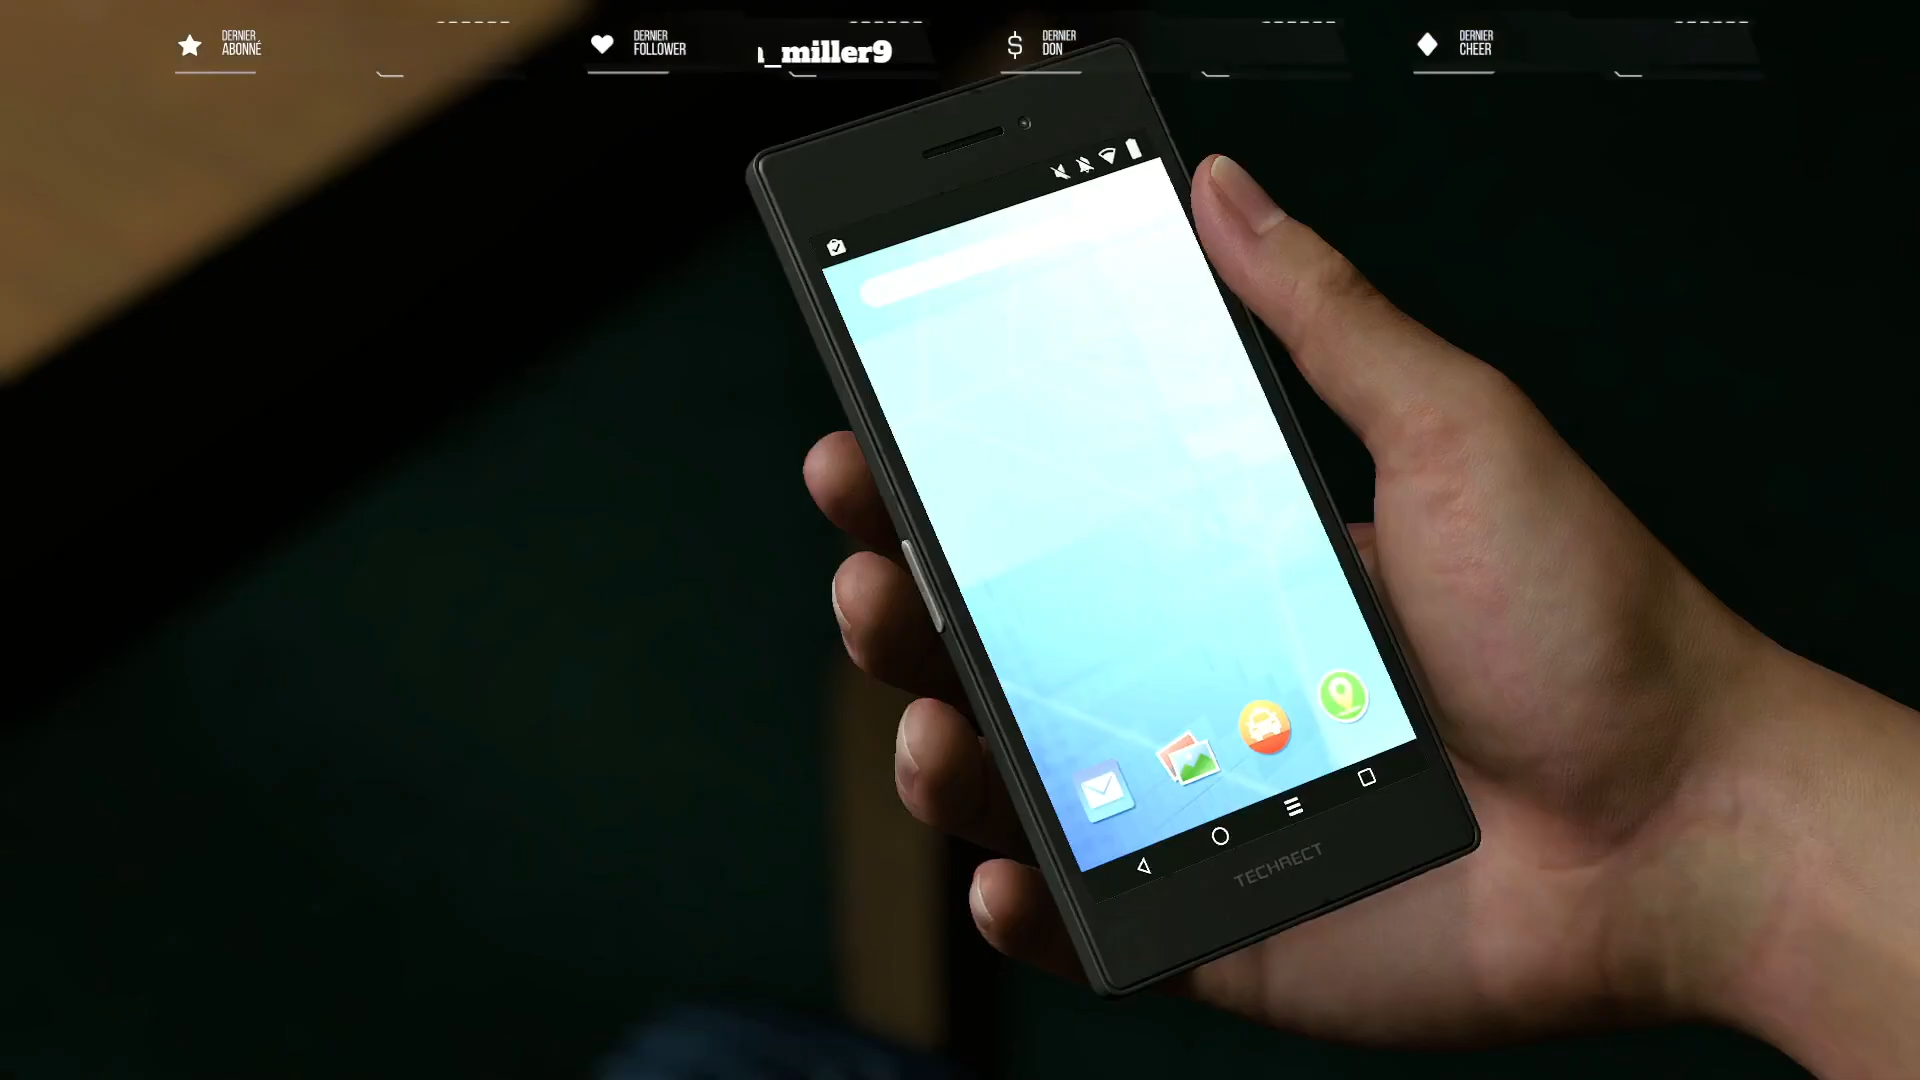 DERNIER
ABONNÉ
DERNIER
FOLLOWER
_miller9
DERNIER
DON
DERNIER
CHEER
TECHRECT